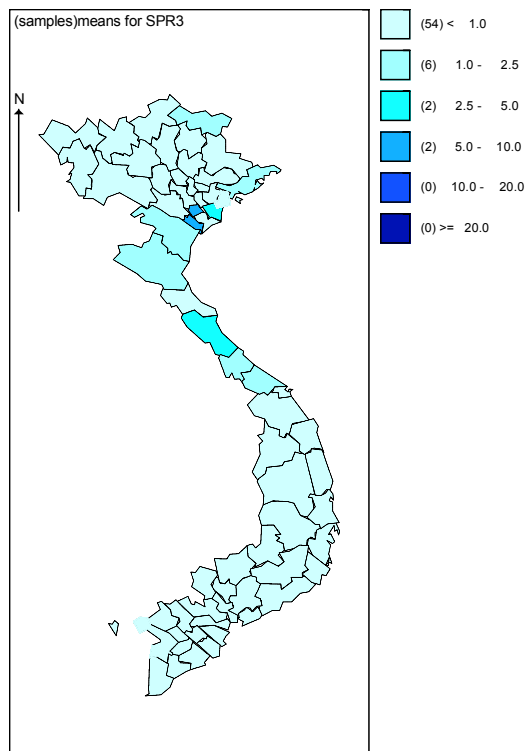 (samples)means for SPR3
N
(54) < 1.0
(6) 1.0 - 2.5
(2) 2.5 - 5.0
(2) 5.0 - 10.0
(0) 10.0 - 20.0
(0) >= 20.0